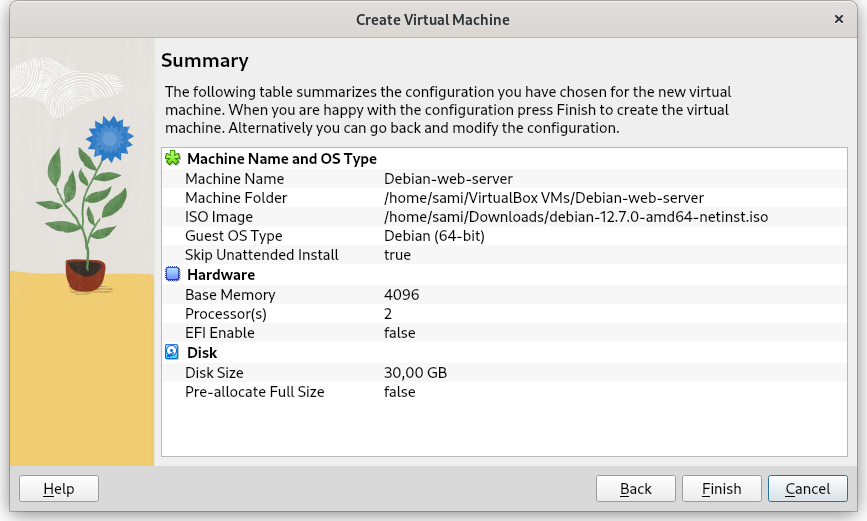 Create Virtual Machine
Summary
The following table summarizes the configuration you have chosen for the new virtual
machine. When you are happy with the configuration press Finish to create the virtual
machine. Alternatively you can go back and modify the configuration.
Machine Name and OS Type
Machine Name Debian-web-server
Machine Folder /home/sami/VirtualBox VMs/Debian-web-server
ISO Image /home/sami/Downloads/debian-12.7.0-amd64-netinst.iso
Guest OS Type Debian (64-bit)
Skip Unattended Install true
Hardware
Base Memory 4096
Processor(s) 2
EFI Enable false
Disk
Disk Size 30,00 GB
Pre-allocate Full Size false
Help Back Finish Cancel